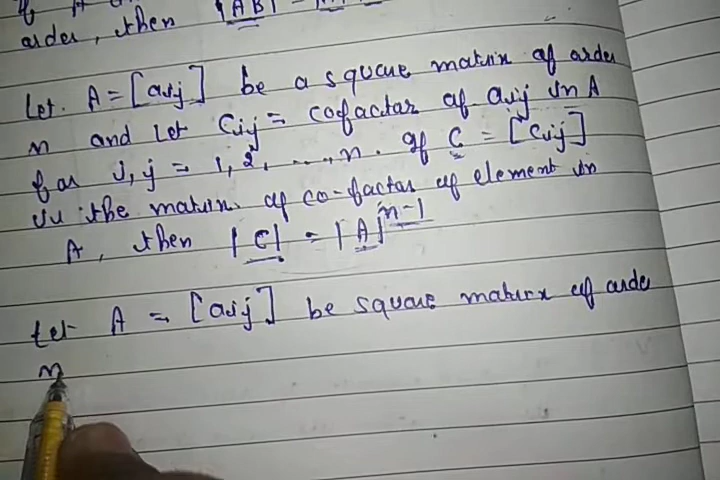 order, then |AB| =
Let. A = [aij] be a square matrix of order
n and let Cij = cofactor of aij in A
for i, j = 1, 2, ...., n. If C = [Cij]
is the matrix of co-factor of element in
A, then |C| = |A|^n-1
Let A = [aij] be square matrix of order
n